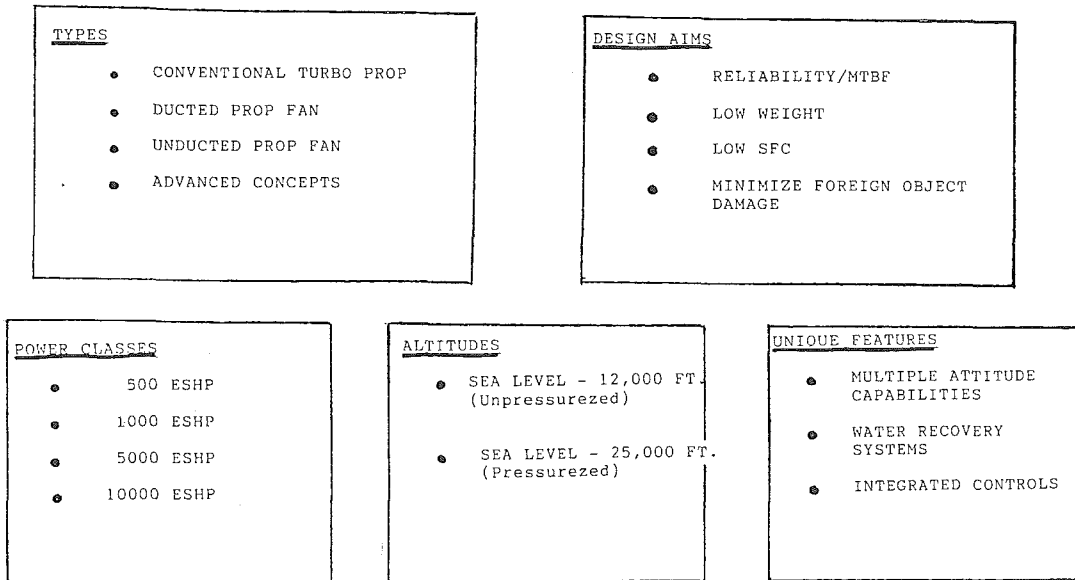 TYPES
CONVENTIONAL TURBO PROP
DUCTED PROP FAN
UNDUCTED PROP FAN
ADVANCED CONCEPTS
DESIGN AIMS
RELIABILITY/MTBF
LOW WEIGHT
LOW SFC
MINIMIZE FOREIGN OBJECT
DAMAGE
POWER CLASSES
500 ESHP
1000 ESHP
5000 ESHP
10000 ESHP
ALTITUDES
SEA LEVEL - 12,000 FT.
(Unpressurezed)
SEA LEVEL - 25,000 FT.
(Pressurezed)
UNIQUE FEATURES
MULTIPLE ATTITUDE
CAPABILITIES
WATER RECOVERY
SYSTEMS
INTEGRATED CONTROLS